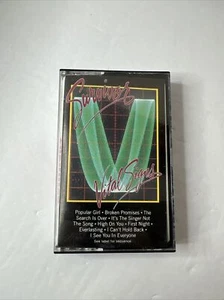 Survivor
Vital Signs
Popular Girl · Broken Promises · The
Search Is Over · It's The Singer Not
The Song · High On You · First Night ·
Everlasting · I Can't Hold Back ·
I See You In Everyone